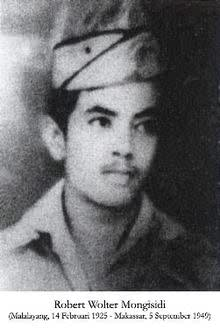 Robert Wolter Mongisidi
(Malalayang, 14 Februari 1925 - Makassar, 5 September 1949)